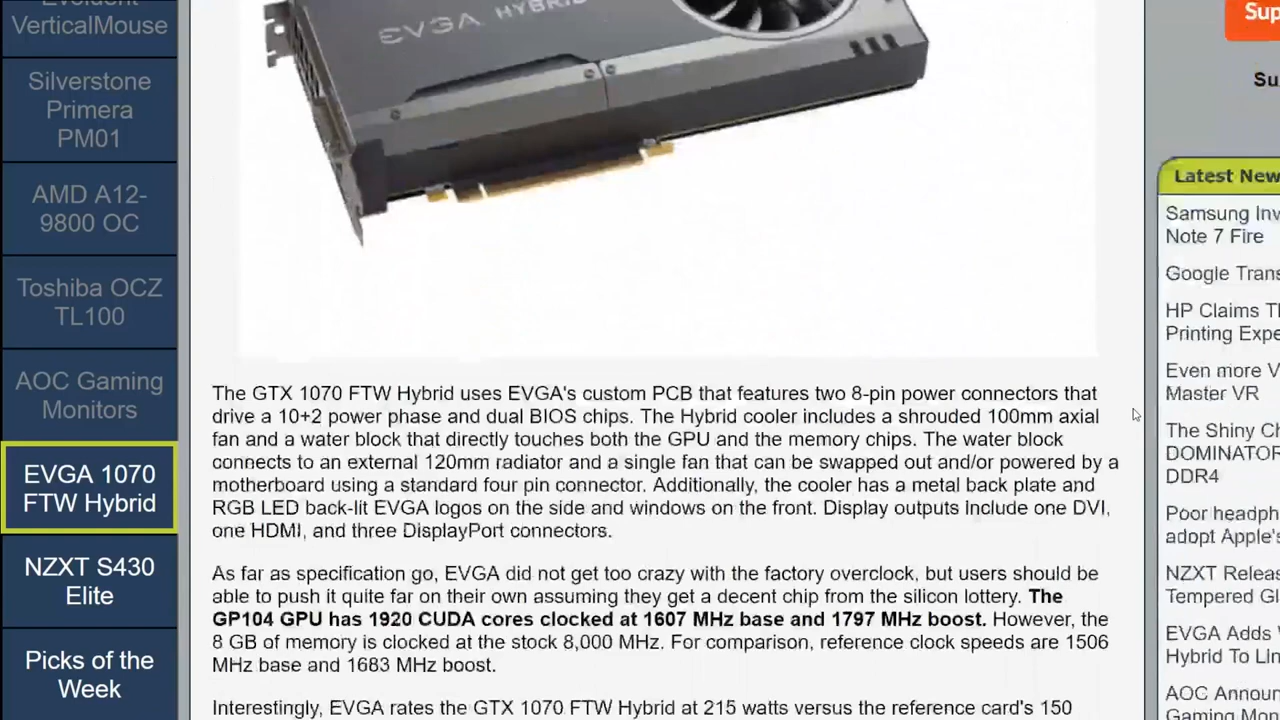 VerticalMouse
Silverstone
Primera
PM01
AMD A12-
9800 OC
Toshiba OCZ
TL100
AOC Gaming
Monitors
EVGA 1070
FTW Hybrid
NZXT S430
Elite
Picks of the
Week
EVGA HYBRID
The GTX 1070 FTW Hybrid uses EVGA's custom PCB that features two 8-pin power connectors that
drive a 10+2 power phase and dual BIOS chips. The Hybrid cooler includes a shrouded 100mm axial
fan and a water block that directly touches both the GPU and the memory chips. The water block
connects to an external 120mm radiator and a single fan that can be swapped out and/or powered by a
motherboard using a standard four pin connector. Additionally, the cooler has a metal back plate and
RGB LED back-lit EVGA logos on the side and windows on the front. Display outputs include one DVI,
one HDMI, and three DisplayPort connectors.
As far as specification go, EVGA did not get too crazy with the factory overclock, but users should be
able to push it quite far on their own assuming they get a decent chip from the silicon lottery. The
GP104 GPU has 1920 CUDA cores clocked at 1607 MHz base and 1797 MHz boost. However, the
8 GB of memory is clocked at the stock 8,000 MHz. For comparison, reference clock speeds are 1506
MHz base and 1683 MHz boost.
Interestingly, EVGA rates the GTX 1070 FTW Hybrid at 215 watts versus the reference card's 150
Sup
Su
Latest New
Samsung Inv
Note 7 Fire
Google Trans
HP Claims Th
Printing Expe
Even more V
Master VR
The Shiny Ch
DOMINATOR
DDR4
Poor headph
adopt Apple's
NZXT Releas
Tempered Gl
EVGA Adds
Hybrid To Lin
AOC Announ
Gaming Mon